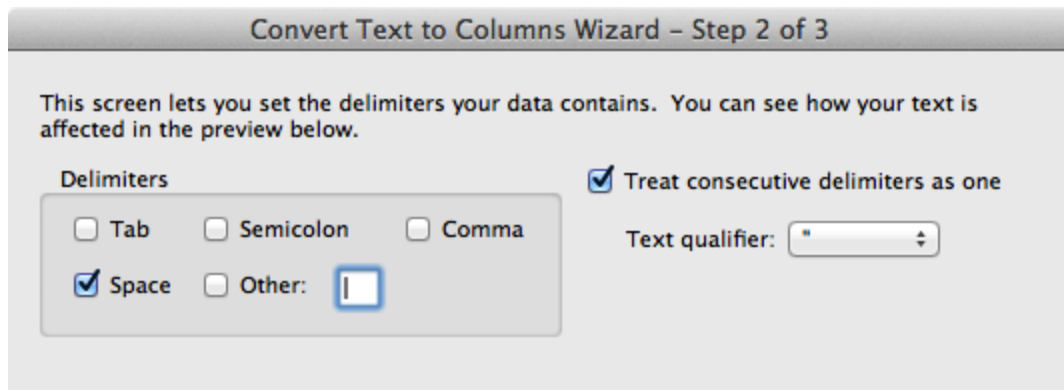 Convert Text to Columns Wizard – Step 2 of 3
This screen lets you set the delimiters your data contains.  You can see how your text is
affected in the preview below.
Delimiters
Treat consecutive delimiters as one
Tab Semicolon Comma
Text qualifier: "
Space Other: